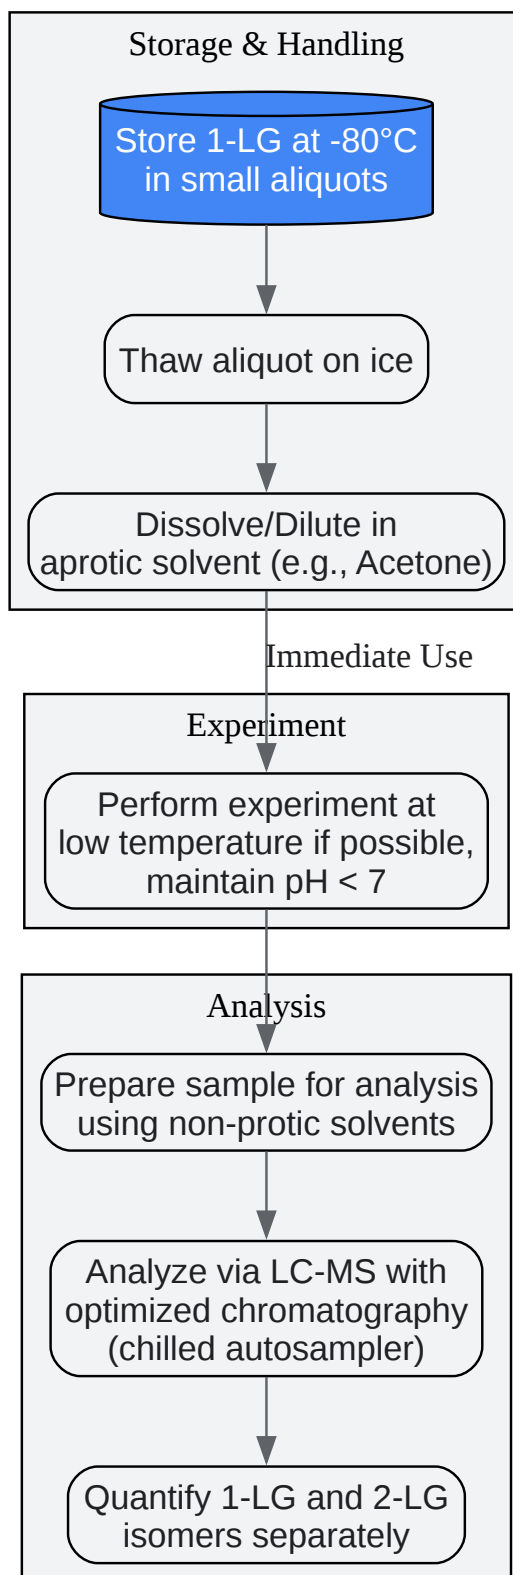 Storage & Handling
Store 1-LG at -80°C
in small aliquots
Thaw aliquot on ice
Dissolve/Dilute in
aprotic solvent (e.g., Acetone)
Immediate Use
Experiment
Perform experiment at
low temperature if possible,
maintain pH < 7
Analysis
Prepare sample for analysis
using non-protic solvents
Analyze via LC-MS with
optimized chromatography
(chilled autosampler)
Quantify 1-LG and 2-LG
isomers separately